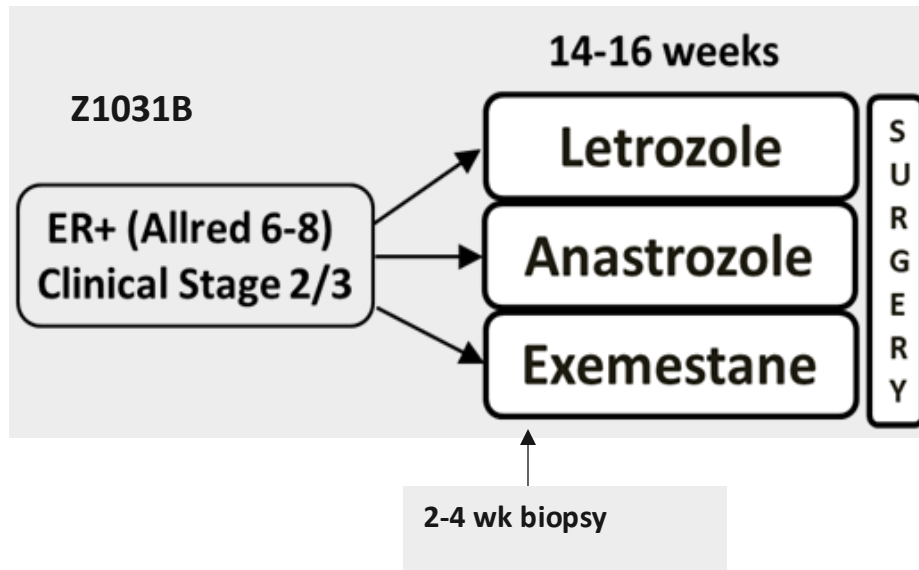 14-16 weeks
Z1031B
Letrozole
ER+ (Allred 6-8)
Clinical Stage 2/3
Anastrozole
Exemestane
SURGERY
2-4 wk biopsy